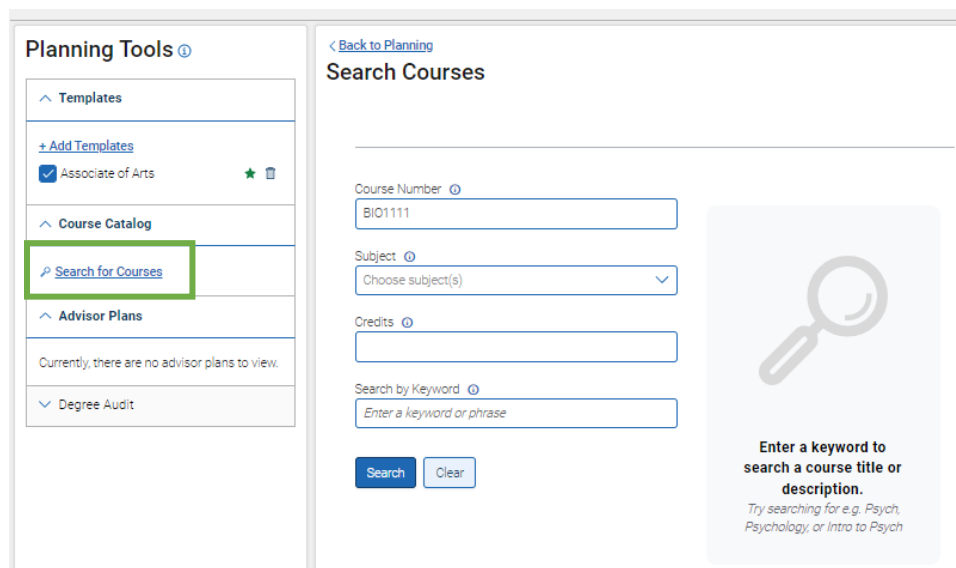 Planning Tools
Templates
+ Add Templates
Associate of Arts
Course Catalog
Search for Courses
Advisor Plans
Currently, there are no advisor plans to view.
Degree Audit
< Back to Planning
Search Courses
Course Number
BIO1111
Subject
Choose subject(s)
Credits
Search by Keyword
Enter a keyword or phrase
Search
Clear
Enter a keyword to
search a course title or
description.
Try searching for e.g. Psych,
Psychology, or Intro to Psych